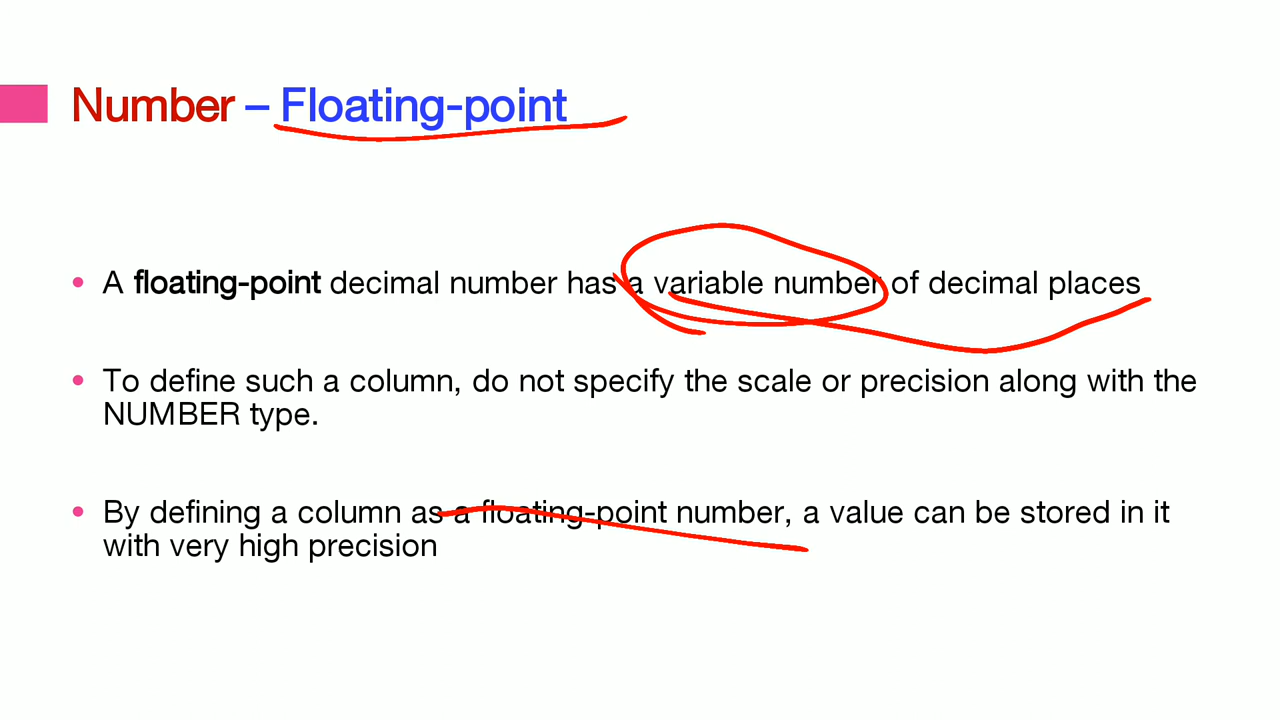 Number – Floating-point
• A floating-point decimal number has a variable number of decimal places
• To define such a column, do not specify the scale or precision along with the
NUMBER type.
• By defining a column as a floating-point number, a value can be stored in it
with very high precision